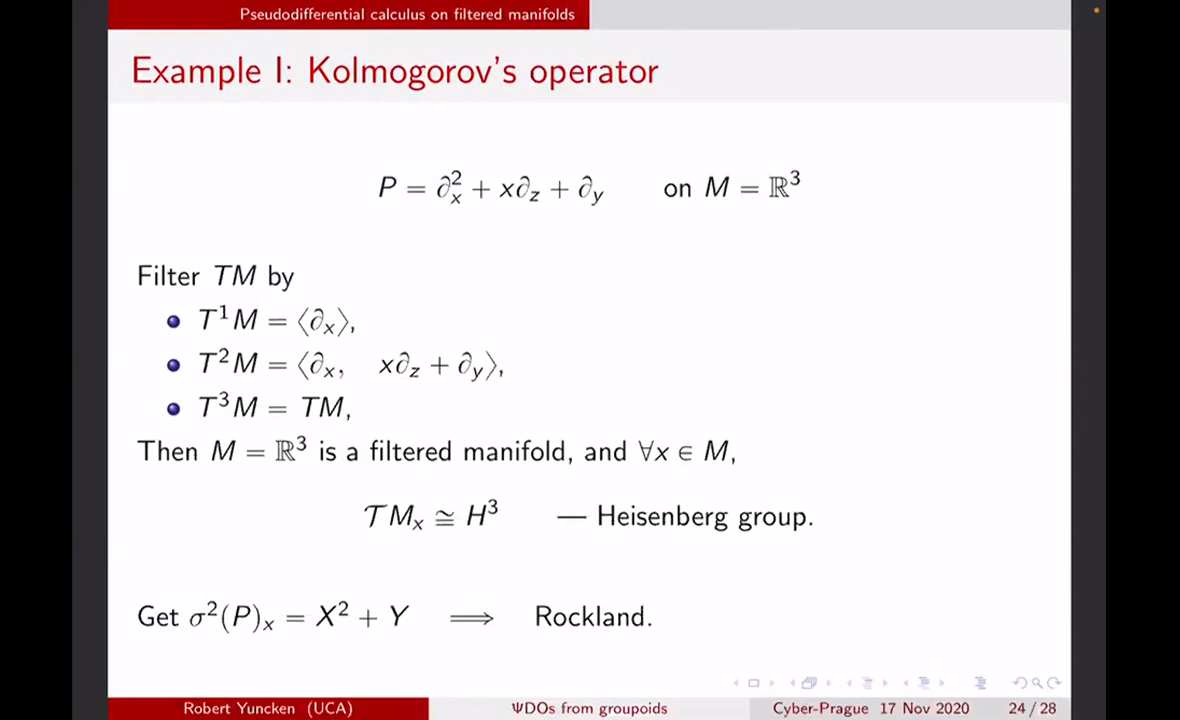 Pseudodifferential calculus on filtered manifolds
Example I: Kolmogorov's operator
P = ∂²ₓ + x∂_z + ∂_y on M = ℝ³
Filter TM by
T¹M = ⟨∂ₓ⟩,
T²M = ⟨∂ₓ, x∂_z + ∂_y⟩,
T³M = TM,
Then M = ℝ³ is a filtered manifold, and ∀x ∈ M,
𝒯Mₓ ≅ H³ — Heisenberg group.
Get σ²(P)ₓ = X² + Y ⟹ Rockland.
Robert Yuncken (UCA) ΨDOs from groupoids Cyber-Prague 17 Nov 2020 24 / 28